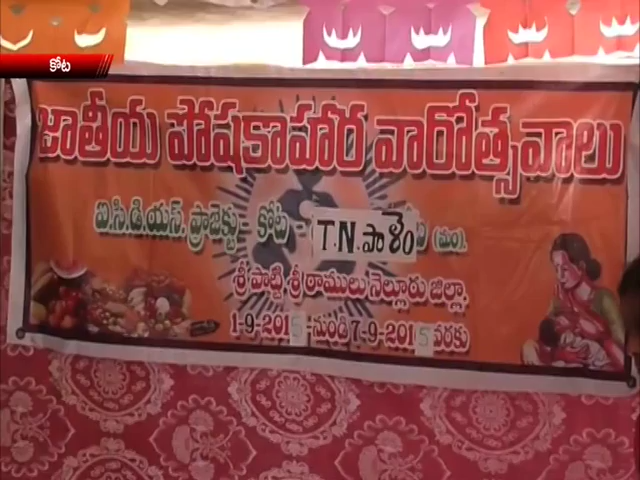 కోట
జాతీయ పోషకాహార వారోత్సవాలు
ఐ.సి.డి.యస్. ప్రాజెక్టు - కోట - T.N.పాళెం (మం).
శ్రీ పొట్టి శ్రీ రాములు నెల్లూరు జిల్లా.
1-9-2015 నుండి 7-9-2015 వరకు